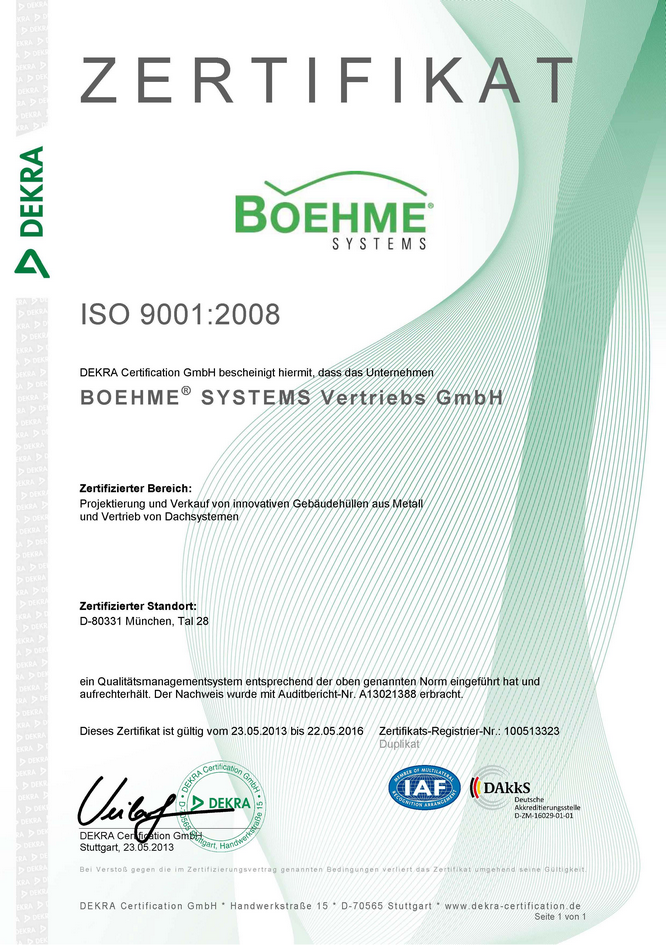 ZERTIFIKAT
DEKRA
BOEHME®
SYSTEMS
ISO 9001:2008
DEKRA Certification GmbH bescheinigt hiermit, dass das Unternehmen
BOEHME® SYSTEMS Vertriebs GmbH
Zertifizierter Bereich:
Projektierung und Verkauf von innovativen Gebäudehüllen aus Metall
und Vertrieb von Dachsystemen
Zertifizierter Standort:
D-80331 München, Tal 28
ein Qualitätsmanagementsystem entsprechend der oben genannten Norm eingeführt hat und
aufrechterhält. Der Nachweis wurde mit Auditbericht-Nr. A13021388 erbracht.
Dieses Zertifikat ist gültig vom 23.05.2013 bis 22.05.2016 Zertifikats-Registrier-Nr.: 100513323
Duplikat
• DEKRA Certification GmbH •
D-70565 Stuttgart, Handwerkstraße 15
DEKRA
MEMBER OF MULTILATERAL
IAF
RECOGNITION ARRANGEMENT
DAkkS
Deutsche
Akkreditierungsstelle
D-ZM-16029-01-01
DEKRA Certification GmbH
Stuttgart, 23.05.2013
Bei Verstoß gegen die im Zertifizierungsvertrag genannten Bedingungen verliert das Zertifikat umgehend seine Gültigkeit.
DEKRA Certification GmbH * Handwerkstraße 15 * D-70565 Stuttgart * www.dekra-certification.de
Seite 1 von 1